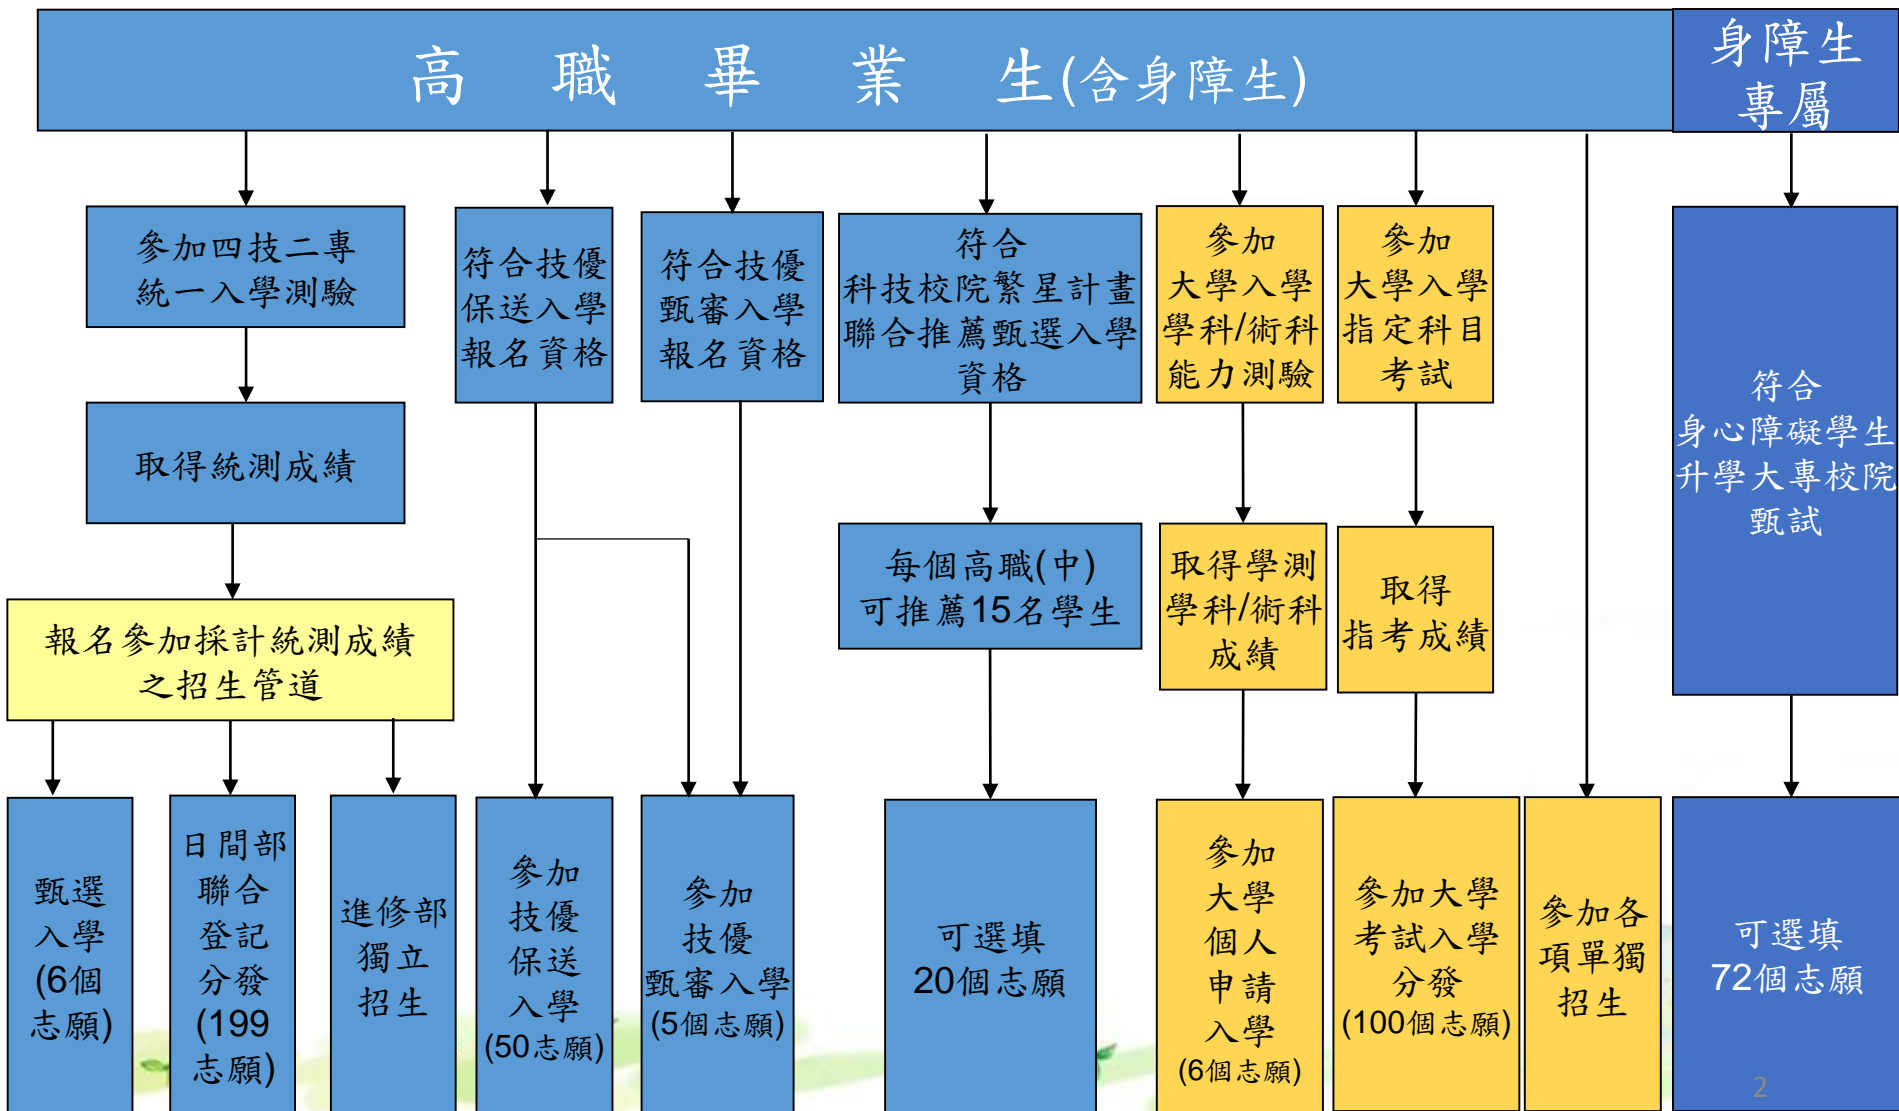 高職畢業生(含身障生)
身障生
專屬
參加四技二專
統一入學測驗
符合技優
保送入學
報名資格
符合技優
甄審入學
報名資格
符合
科技校院繁星計畫
聯合推薦甄選入學
資格
參加
大學入學
學科/術科
能力測驗
參加
大學入學
指定科目
考試
符合
身心障礙學生
升學大專校院
甄試
取得統測成績
每個高職(中)
可推薦15名學生
取得學測
學科/術科
成績
取得
指考成績
報名參加採計統測成績
之招生管道
甄選
入學
(6個
志願)
日間部
聯合
登記
分發
(199
志願)
進修部
獨立
招生
參加
技優
保送
入學
(50志願)
參加
技優
甄審入學
(5個志願)
可選填
20個志願
參加
大學
個人
申請
入學
(6個志願)
參加大學
考試入學
分發
(100個志願)
參加各
項單獨
招生
可選填
72個志願
2